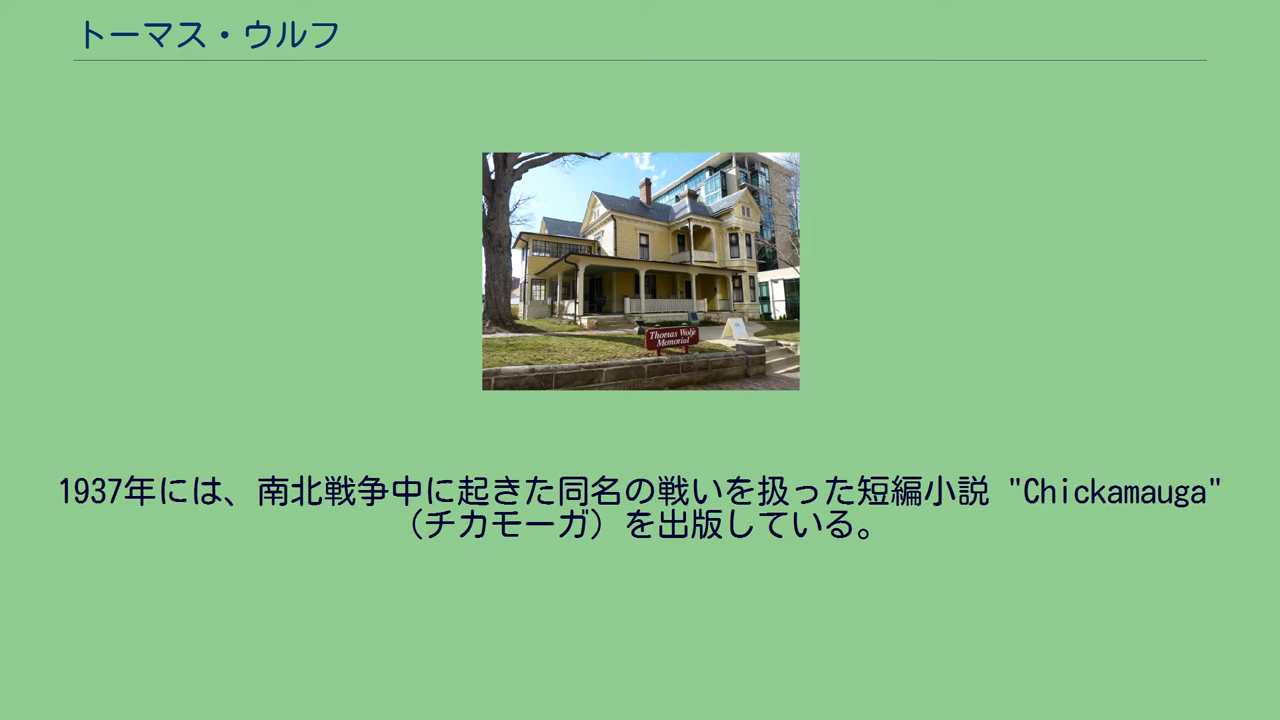 トーマス・ウルフ
Thomas Wolfe
Memorial
1937年には、南北戦争中に起きた同名の戦いを扱った短編小説 "Chickamauga"
（チカモーガ）を出版している。